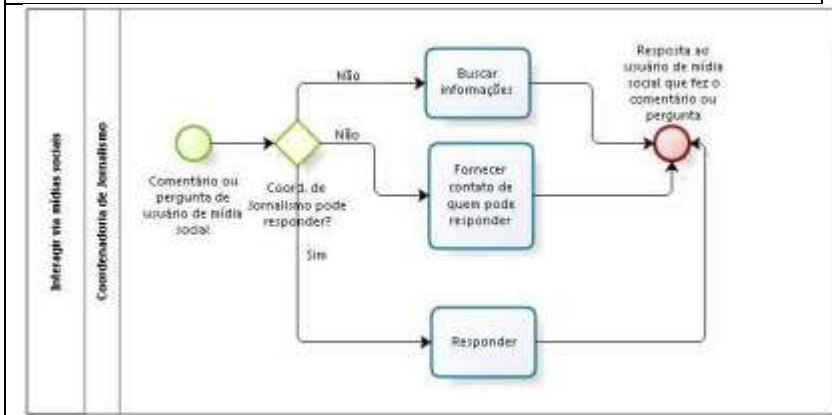 Interagir via mídias sociais
Coordenadoria de Jornalismo
Comentário ou
pergunta de
usuário de mídia
social
Coord. de
Jornalismo pode
responder?
Não
Não
Sim
Buscar
informações
Fornecer
contato de
quem pode
responder
Responder
Resposta ao
usuário de mídia
social que fez o
comentário ou
pergunta